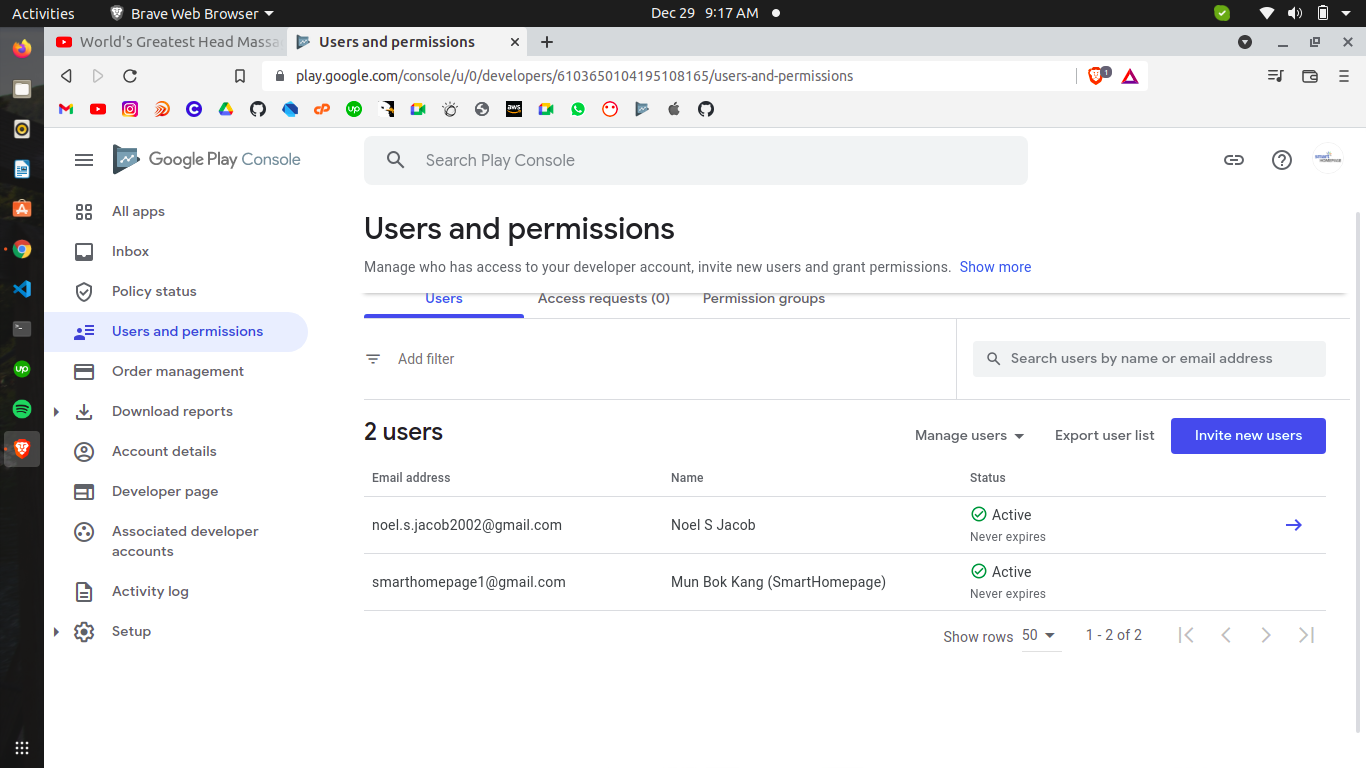 Activities
Brave Web Browser
Dec 29 9:17 AM
World's Greatest Head Massa
Users and permissions
play.google.com/console/u/0/developers/6103650104195108165/users-and-permissions
1
Google Play Console
Search Play Console
smart HOMEPAGE
All apps
Inbox
Policy status
Users and permissions
Order management
Download reports
Account details
Developer page
Associated developer
accounts
Activity log
Setup
Users and permissions
Manage who has access to your developer account, invite new users and grant permissions. Show more
Users
Access requests (0)
Permission groups
Add filter
Search users by name or email address
2 users
Manage users
Export user list
Invite new users
Email address
Name
Status
noel.s.jacob2002@gmail.com
Noel S Jacob
Active
Never expires
smarthomepage1@gmail.com
Mun Bok Kang (SmartHomepage)
Active
Never expires
Show rows 50
1 - 2 of 2